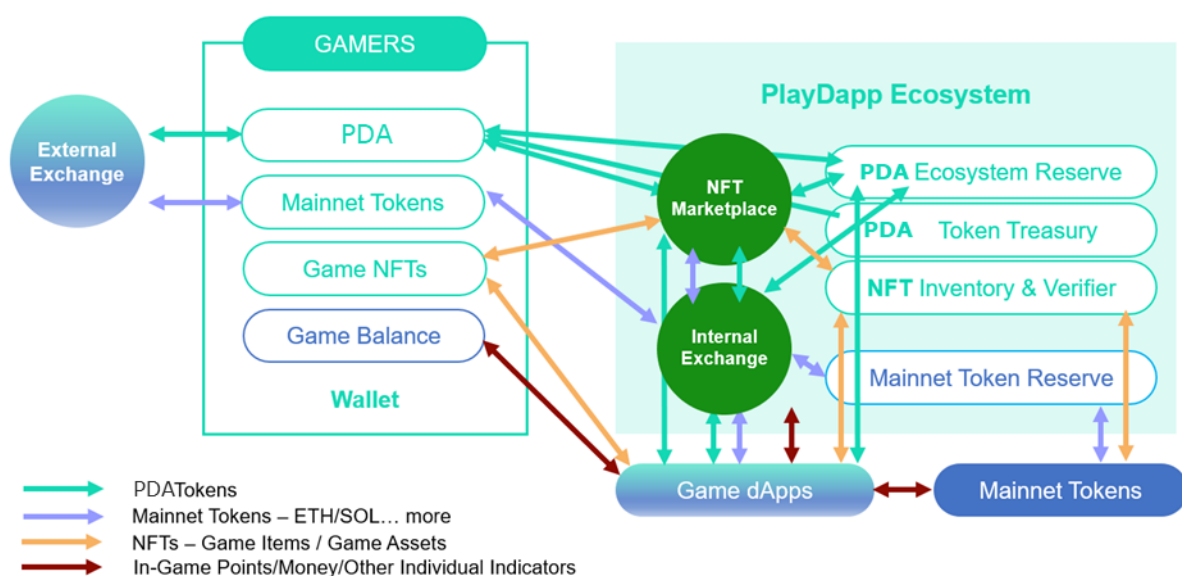 GAMERS
PlayDapp Ecosystem
External
Exchange
PDA
Mainnet Tokens
Game NFTs
Game Balance
Wallet
NFT
Marketplace
Internal
Exchange
PDA Ecosystem Reserve
PDA Token Treasury
NFT Inventory & Verifier
Mainnet Token Reserve
Game dApps
Mainnet Tokens
PDATokens
Mainnet Tokens – ETH/SOL... more
NFTs – Game Items / Game Assets
In-Game Points/Money/Other Individual Indicators